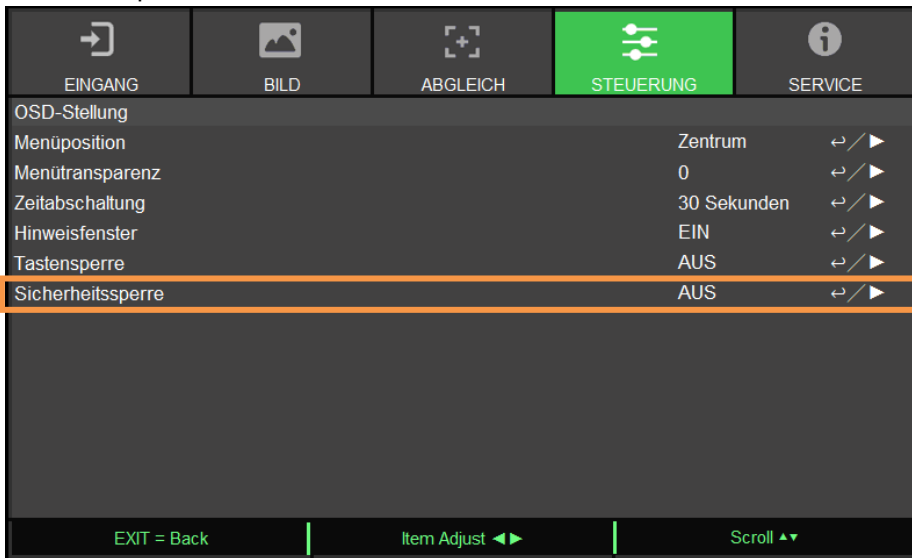 EINGANG BILD ABGLEICH STEUERUNG SERVICE
OSD-Stellung
Menüposition Zentrum ↩/►
Menütransparenz 0 ↩/►
Zeitabschaltung 30 Sekunden ↩/►
Hinweisfenster EIN ↩/►
Tastensperre AUS ↩/►
Sicherheitssperre AUS ↩/►
EXIT = Back Item Adjust ◄► Scroll ▲▼